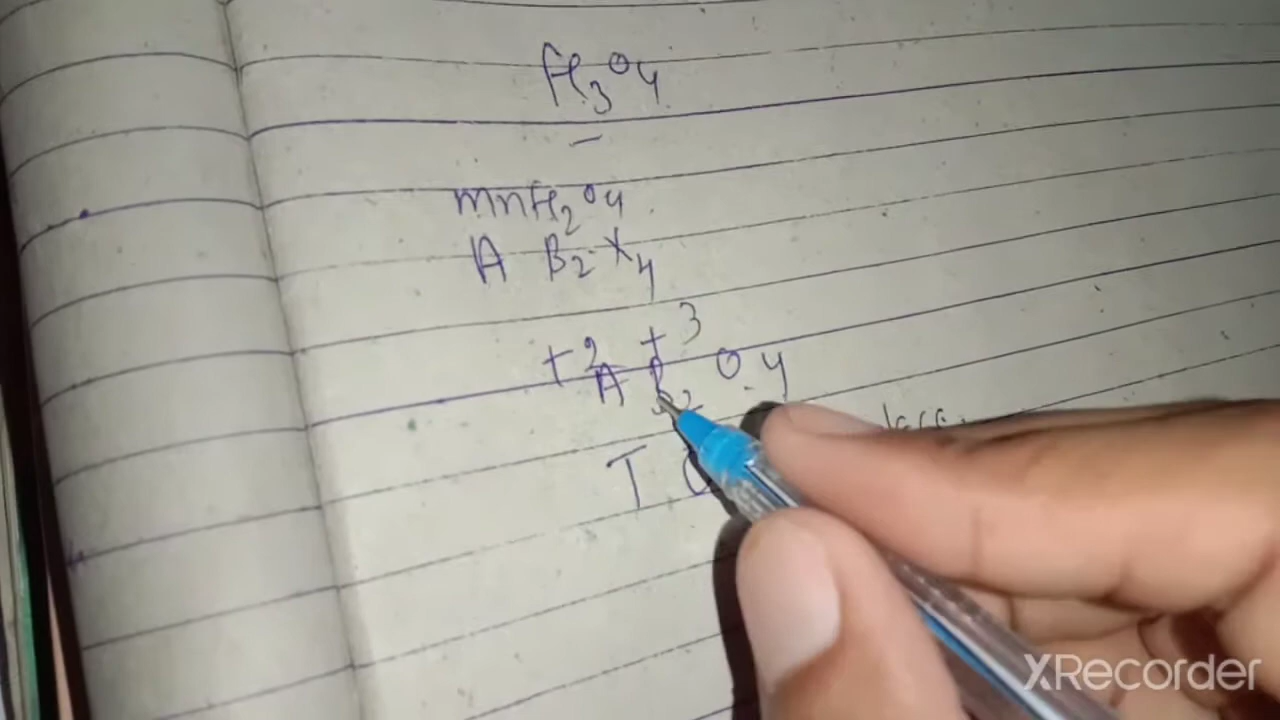 Fe3O4
MnFe2O4
A B2 X4
+2 +3
A B2 O4
T O
XRecorder